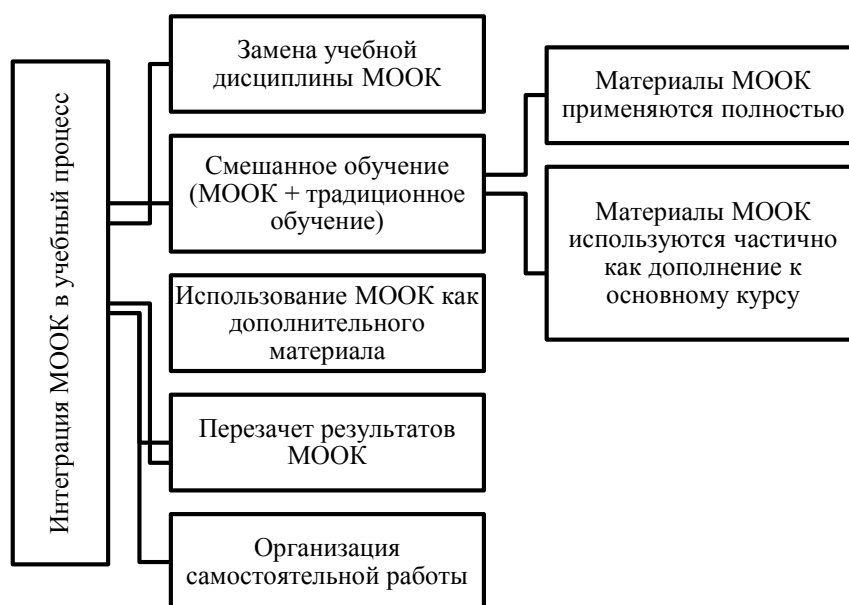 Интеграция МООК в учебный процесс
Замена учебной
дисциплины МООК
Смешанное обучение
(МООК + традиционное
обучение)
Использование МООК как
дополнительного
материала
Перезачет результатов
МООК
Организация
самостоятельной работы
Материалы МООК
применяются полностью
Материалы МООК
используются частично
как дополнение к
основному курсу